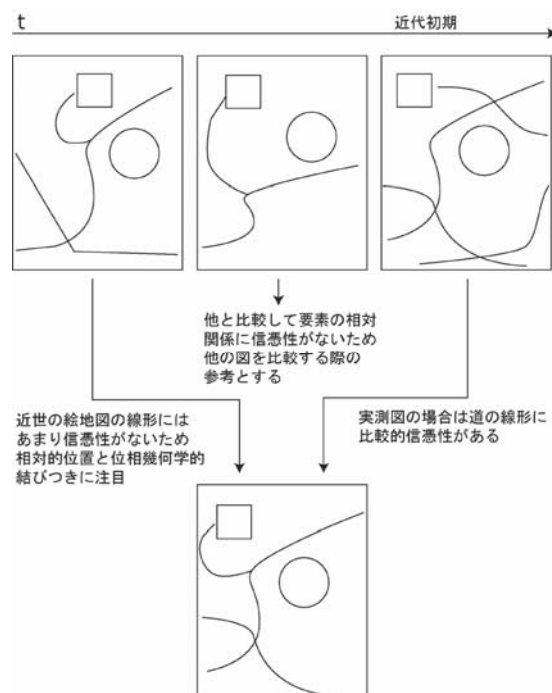 t
近代初期
他と比較して要素の相対
関係に信憑性がないため
他の図を比較する際の
参考とする
近世の絵地図の線形には
あまり信憑性がないため
相対的位置と位相幾何学的
結びつきに注目
実測図の場合は道の線形に
比較的信憑性がある